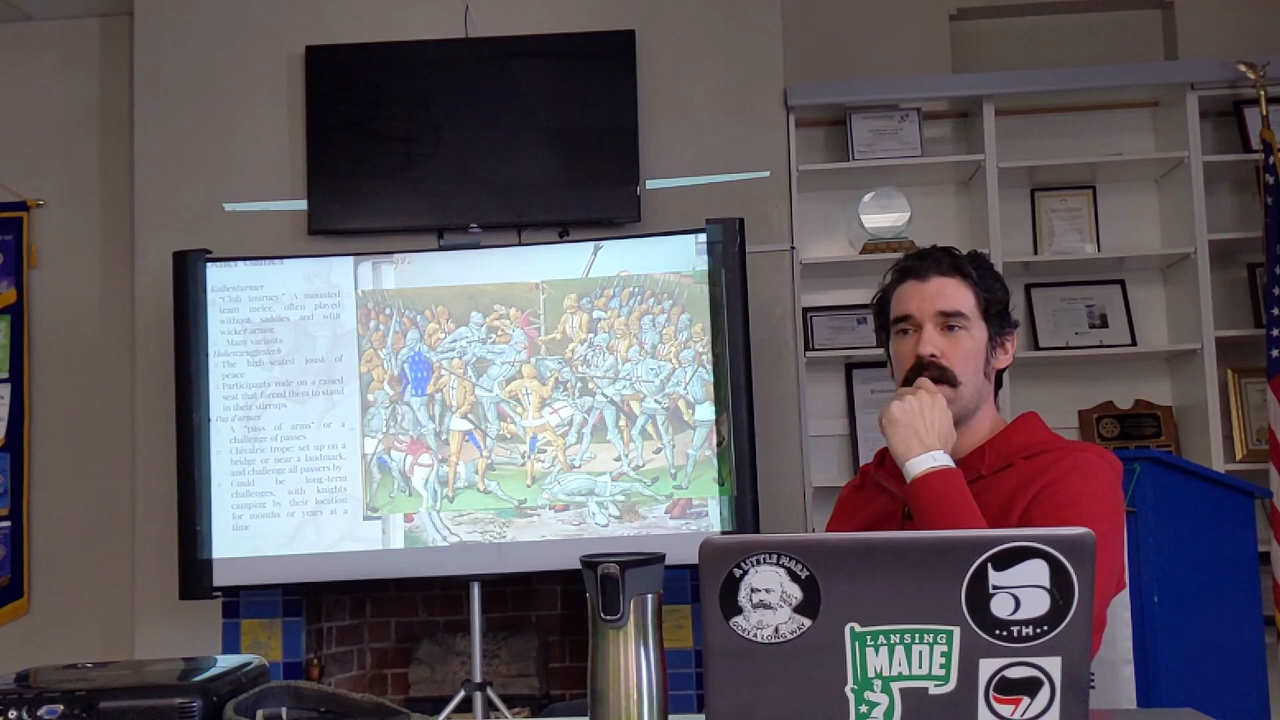 Other Games
Kolbenturnier
"Club tourney." A mounted
team melee, often played
without saddles and with
wicker armor.
Many variants
Hohenzeuggestech
The high-seated joust of
peace
Participants rode on a raised
seat that forced them to stand
in their stirrups
Pas d'armes
A "pass of arms" or a
challenge of passes
Chivalric trope: set up on a
bridge or near a landmark,
and challenge all passers by
Could be long-term
challenges, with knights
camping by their location
for months or years at a
time
A LITTLE MARX
GOES A LONG WAY
LANSING
MADE
5
TH